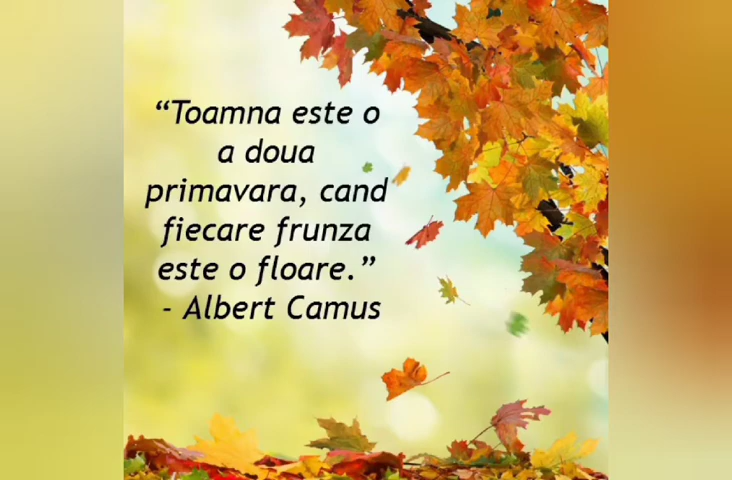 “Toamna este o
a doua
primavara, cand
fiecare frunza
este o floare.”
- Albert Camus